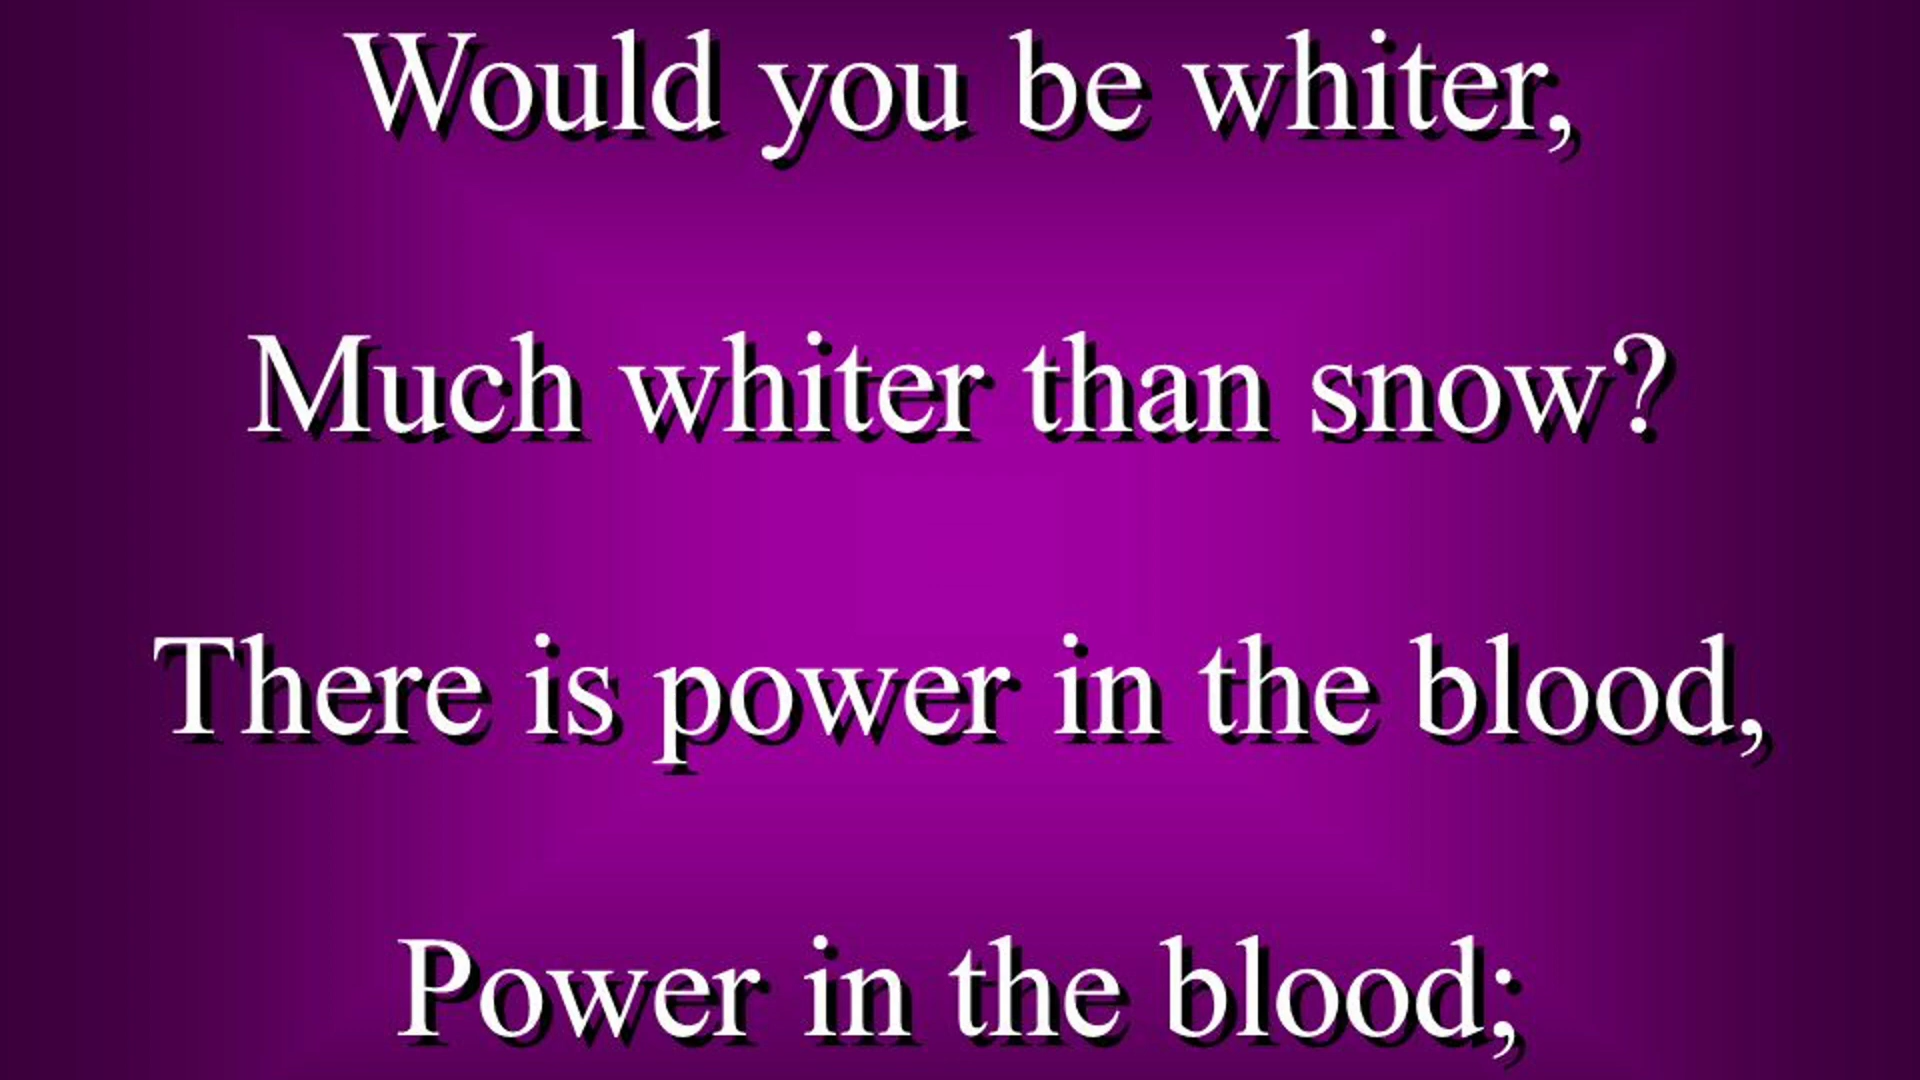 Would you be whiter,
Much whiter than snow?
There is power in the blood,
Power in the blood;